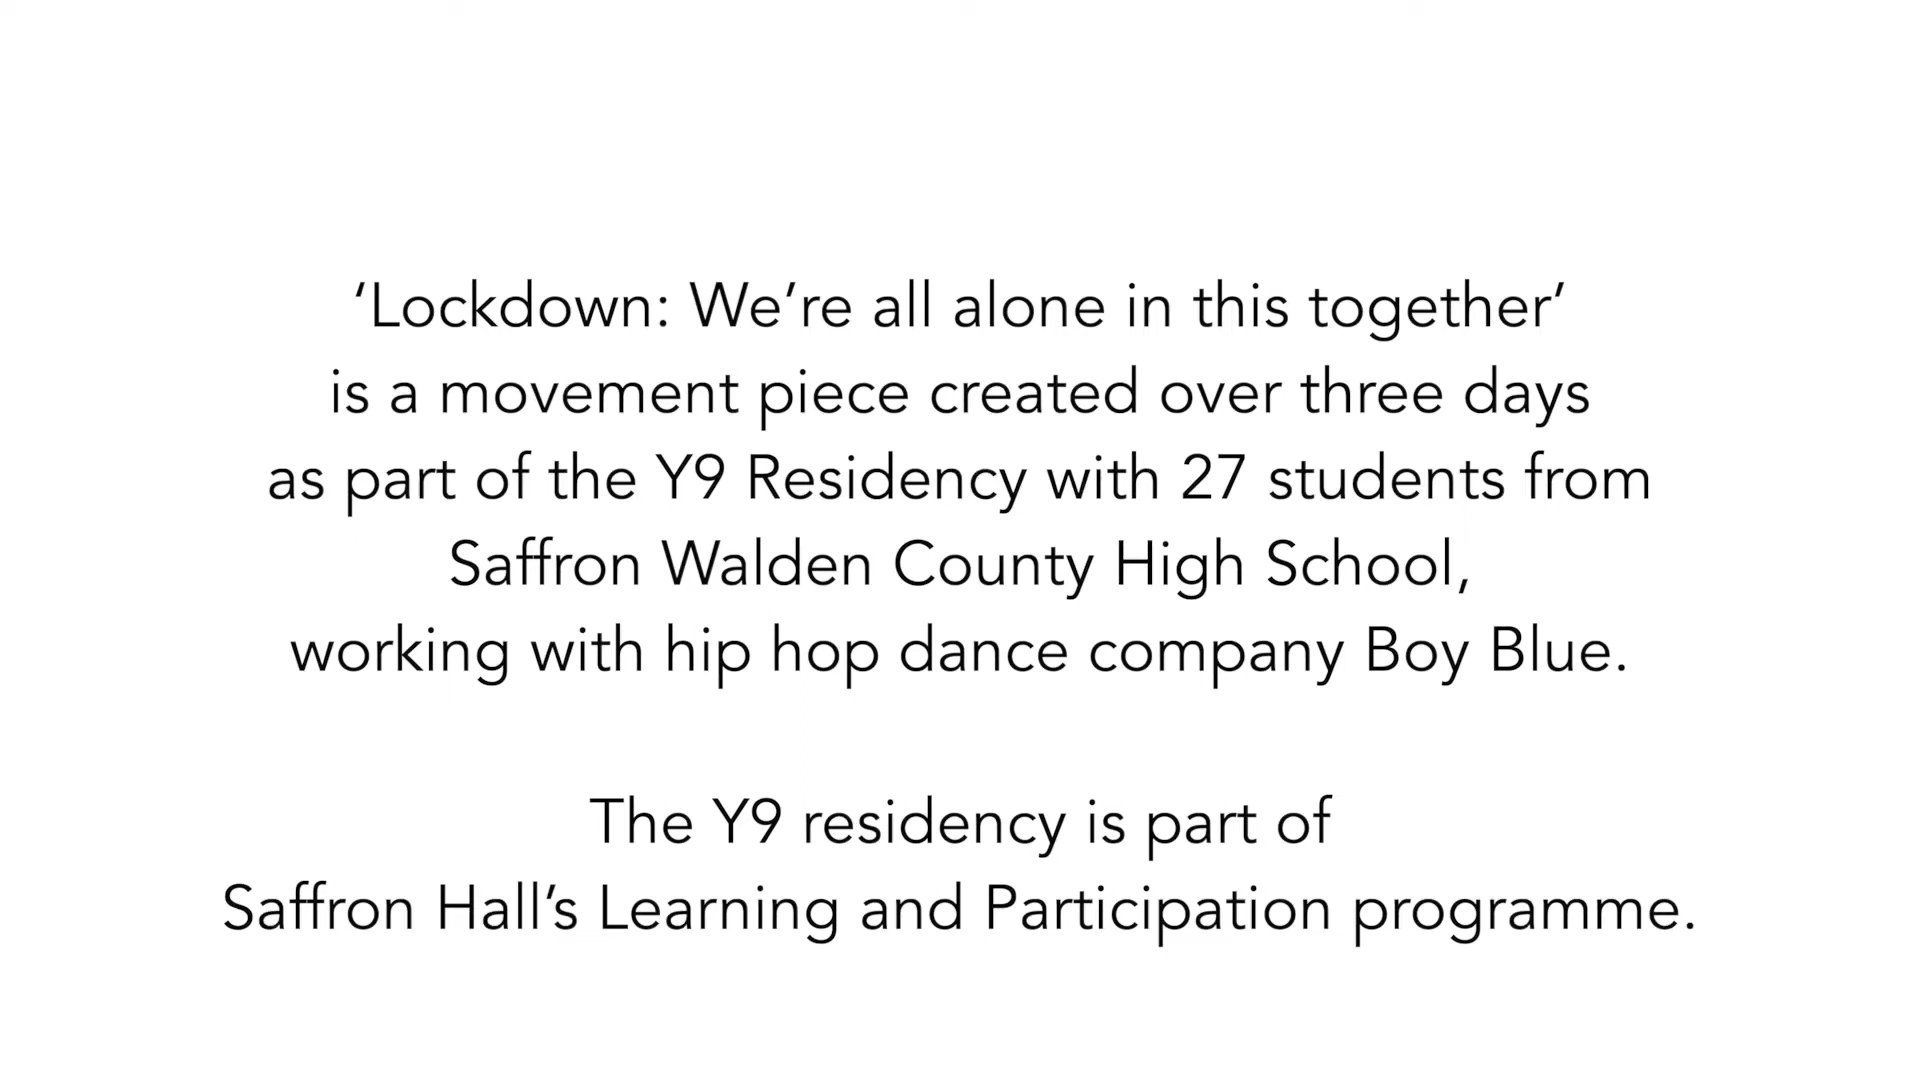 ‘Lockdown: We’re all alone in this together’
is a movement piece created over three days
as part of the Y9 Residency with 27 students from
Saffron Walden County High School,
working with hip hop dance company Boy Blue.
The Y9 residency is part of
Saffron Hall’s Learning and Participation programme.